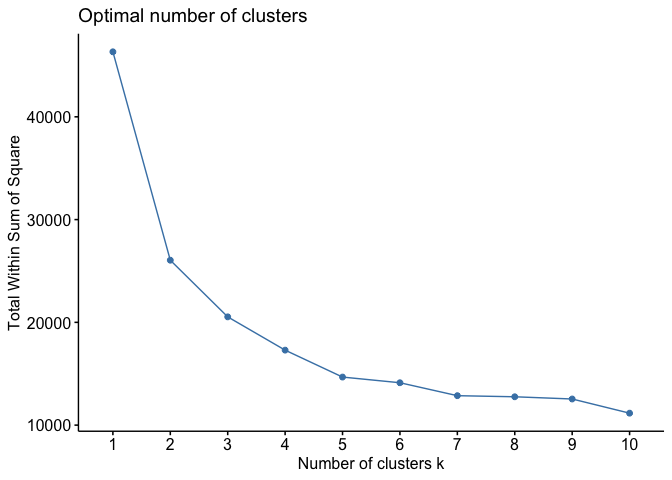 Optimal number of clusters
Total Within Sum of Square
40000
30000
20000
10000
1 2 3 4 5 6 7 8 9 10
Number of clusters k